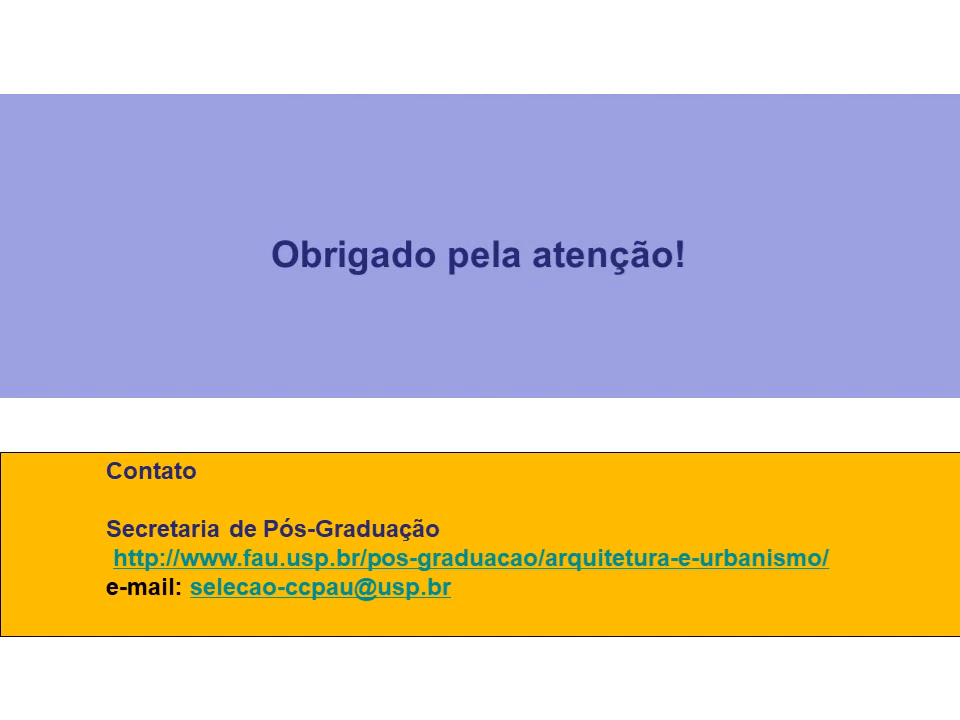 Obrigado pela atenção!
Contato
Secretaria de Pós-Graduação
http://www.fau.usp.br/pos-graduacao/arquitetura-e-urbanismo/
e-mail: selecao-ccpau@usp.br